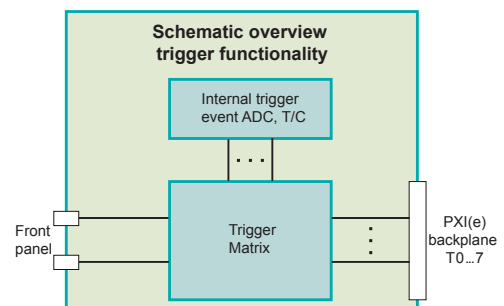 Schematic overview
trigger functionality
Internal trigger
event ADC, T/C
Front
panel
Trigger
Matrix
PXI(e)
backplane
T0...7